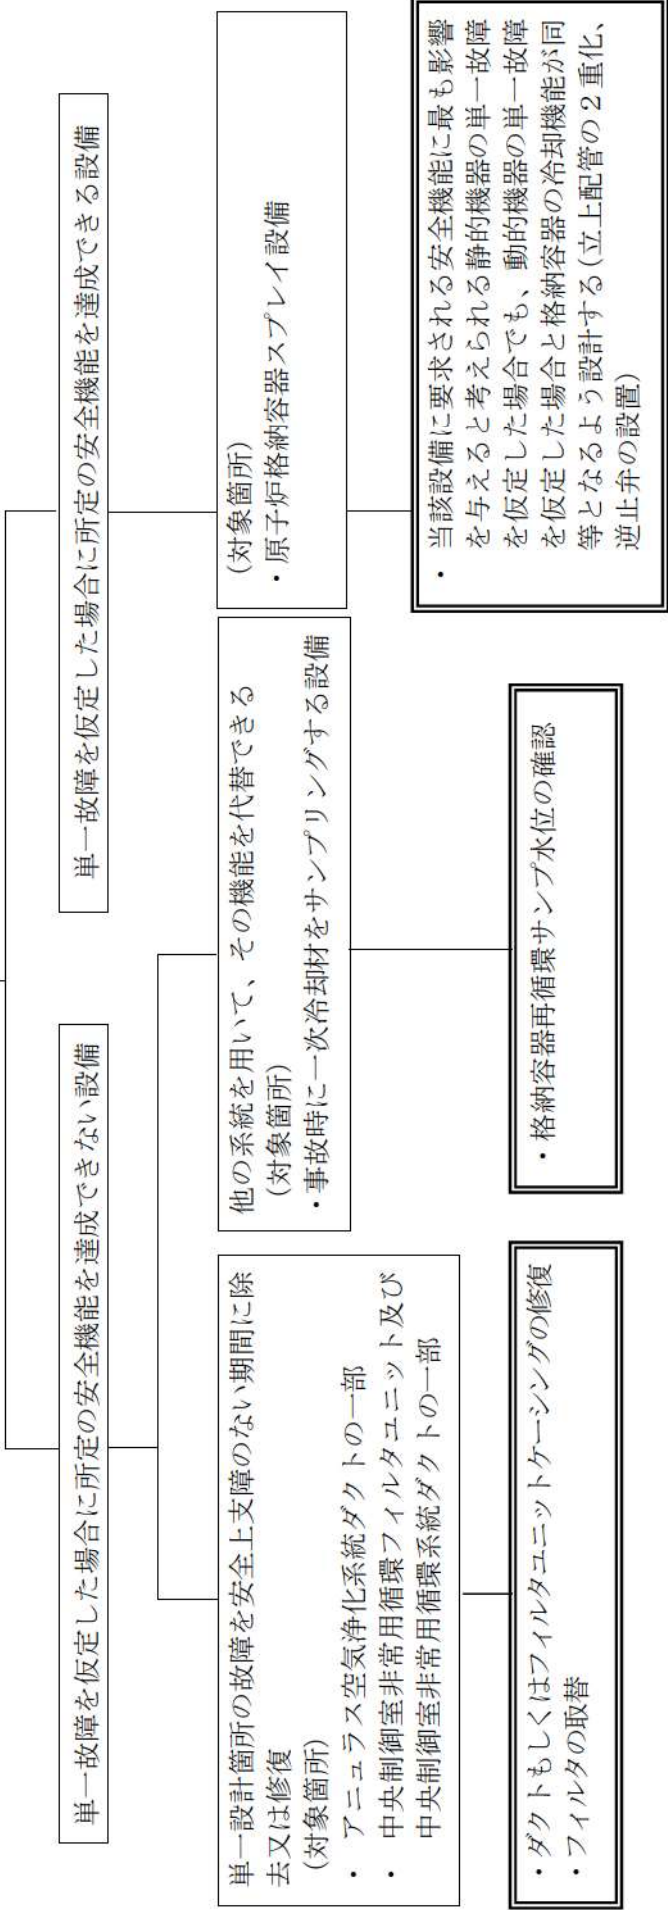 単一故障を仮定した場合に所定の安全機能を達成できない設備
単一故障を仮定した場合に所定の安全機能を達成できる設備
単一設計箇所の故障を安全上支障のない期間に除
去又は修復
(対象箇所)
・ アニュラス空気浄化系統ダクトの一部
・ 中央制御室非常用循環フィルタユニット及び
中央制御室非常用循環系統ダクトの一部
他の系統を用いて、その機能を代替できる
(対象箇所)
・事故時に一次冷却材をサンプリングする設備
(対象箇所)
・原子炉格納容器スプレイ設備
・ダクトもしくはフィルタユニットケーシングの修復
・フィルタの取替
・格納容器再循環サンプ水位の確認
・ 当該設備に要求される安全機能に最も影響
を与えると考えられる静的機器の単一故障
を仮定した場合でも、動的機器の単一故障
を仮定した場合と格納容器の冷却機能が同
等となるよう設計する(立上配管の2重化、
逆止弁の設置)